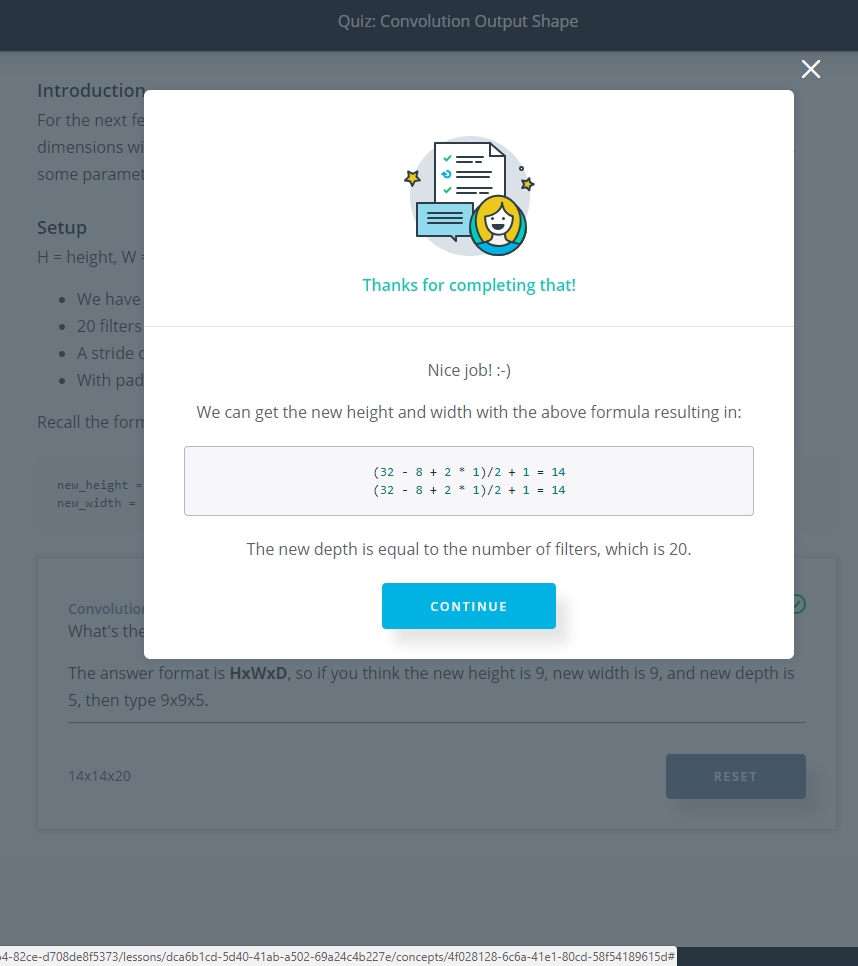 Quiz: Convolution Output Shape
Introduction
For the next fe
dimensions wi
some paramet
Setup
H = height, W =
We have
20 filters
A stride o
With pad
Recall the form
new_height =
new_width =
Thanks for completing that!
Nice job! :-)
We can get the new height and width with the above formula resulting in:
(32 - 8 + 2 * 1)/2 + 1 = 14
(32 - 8 + 2 * 1)/2 + 1 = 14
The new depth is equal to the number of filters, which is 20.
CONTINUE
Convolution
What's the
The answer format is HxWxD, so if you think the new height is 9, new width is 9, and new depth is
5, then type 9x9x5.
14x14x20
RESET
4-82ce-d708de8f5373/lessons/dca6b1cd-5d40-41ab-a502-69a24c4b227e/concepts/4f028128-6c6a-41e1-80cd-58f54189615d#